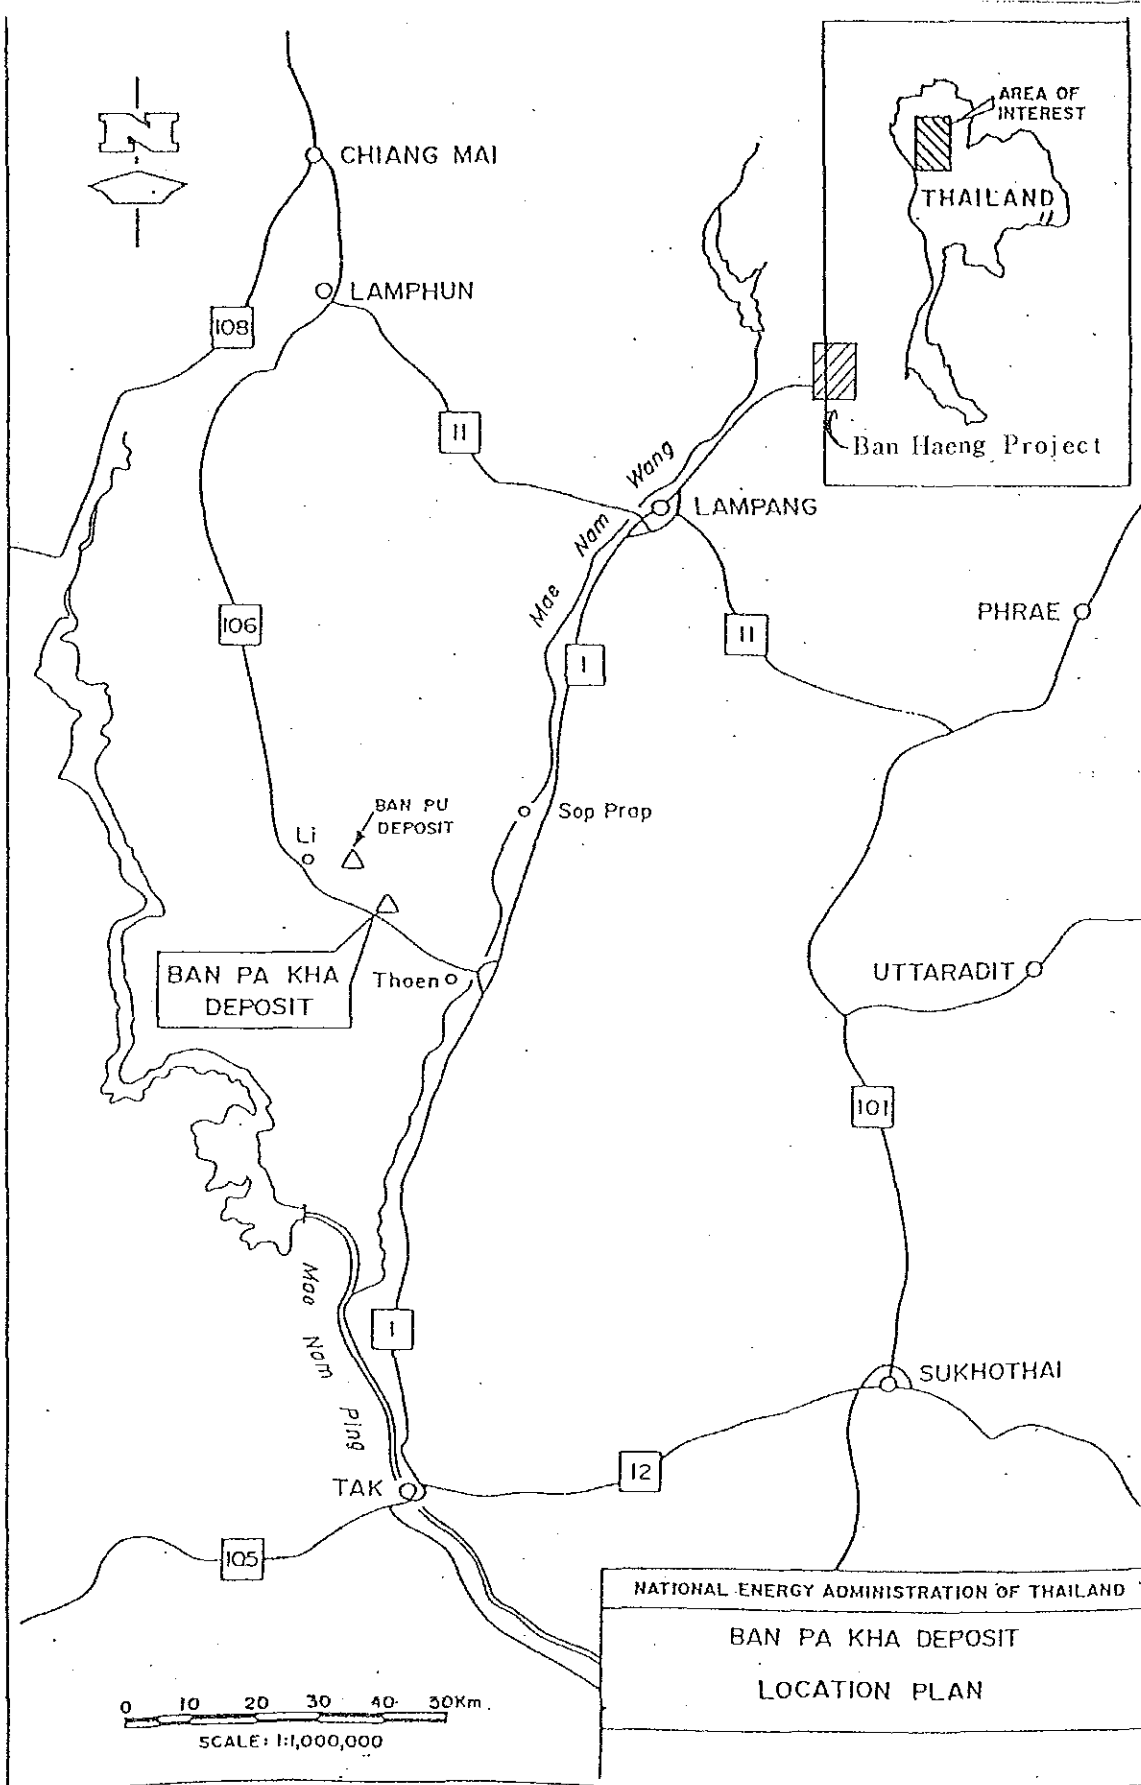 N
CHIANG MAI
AREA OF
INTEREST
THAILAND
LAMPHUN
108
11
Ban Haeng Project
Mae Nam Wang
LAMPANG
106
1
11
PHRAE
BAN PU
DEPOSIT
Sop Prap
Li
BAN PA KHA
DEPOSIT
Thoen
UTTARADIT
101
Mae Nam Ping
1
SUKHOTHAI
12
TAK
105
NATIONAL ENERGY ADMINISTRATION OF THAILAND
BAN PA KHA DEPOSIT
LOCATION PLAN
0 10 20 30 40 50Km
SCALE: 1:1,000,000